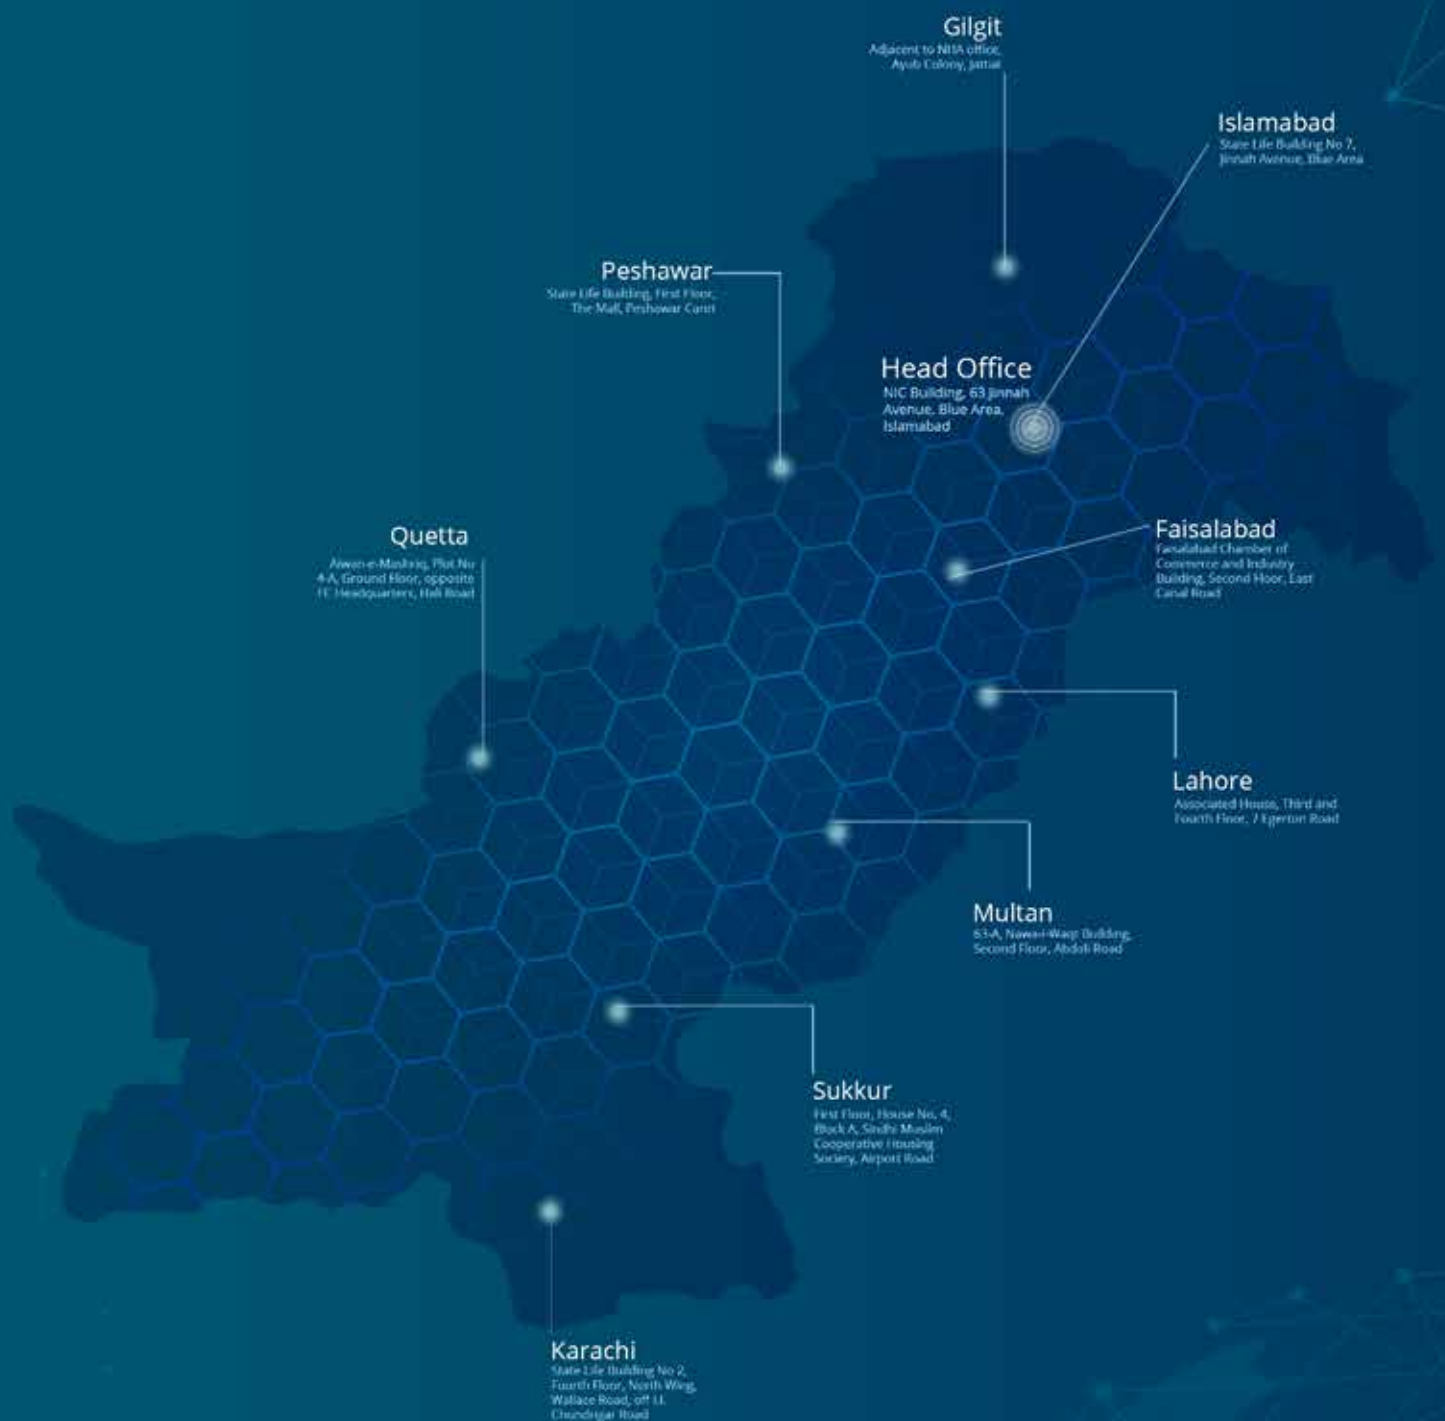 Gilgit
Adjacent to NHA office,
Ayub Colony, Jutial
Islamabad
State Life Building No 7,
Jinnah Avenue, Blue Area
Peshawar
State Life Building, First Floor,
The Mall, Peshawar Cantt
Head Office
NIC Building, 63 Jinnah
Avenue, Blue Area,
Islamabad
Quetta
Aiwan-e-Mashriq, Plot No
4-A, Ground Floor, opposite
FC Headquarters, Hali Road
Faisalabad
Faisalabad Chamber of
Commerce and Industry
Building, Second Floor, East
Canal Road
Lahore
Associated House, Third and
Fourth Floor, 7 Egerton Road
Multan
63-A, Nawa-i-Waqt Building,
Second Floor, Abdali Road
Sukkur
First Floor, House No. 4,
Block A, Sindhi Muslim
Cooperative Housing
Society, Airport Road
Karachi
State Life Building No 2,
Fourth Floor, North Wing,
Wallace Road, off I.I.
Chundrigar Road